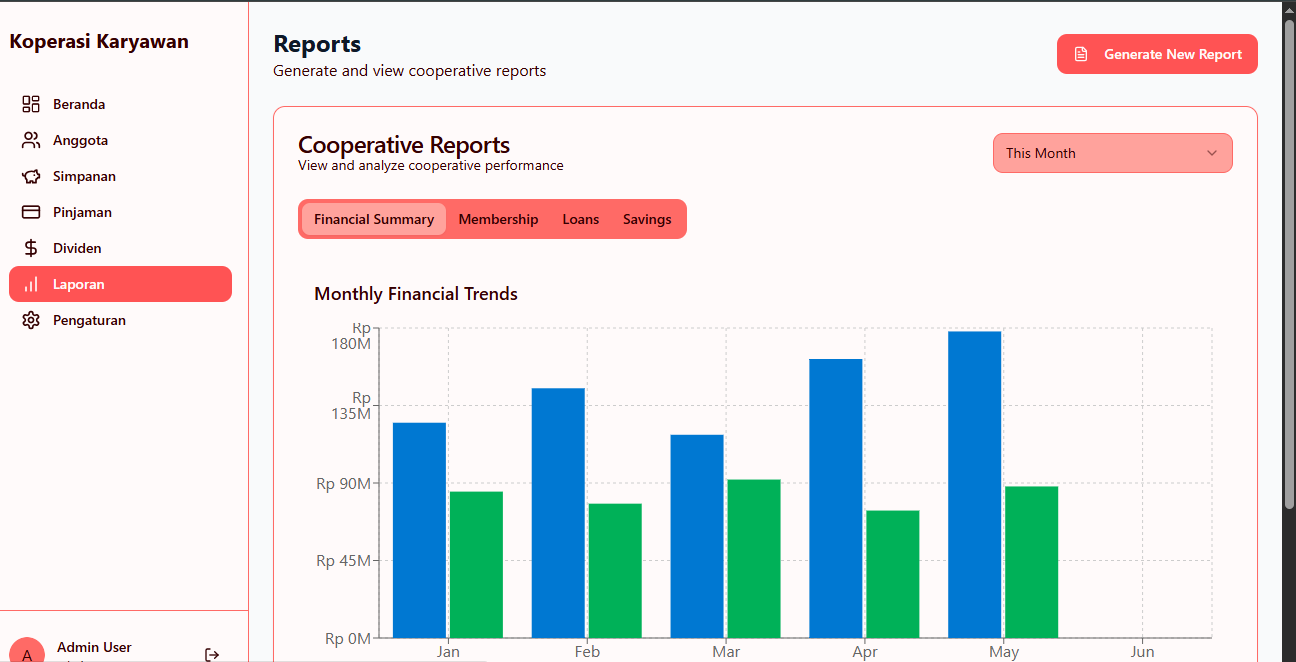 Koperasi Karyawan
Beranda
Anggota
Simpanan
Pinjaman
Dividen
Laporan
Pengaturan
A
Admin User
Reports
Generate and view cooperative reports
Generate New Report
Cooperative Reports
View and analyze cooperative performance
This Month
Financial Summary Membership Loans Savings
Monthly Financial Trends
Rp
180M
Rp
135M
Rp 90M
Rp 45M
Rp 0M
Jan Feb Mar Apr May Jun